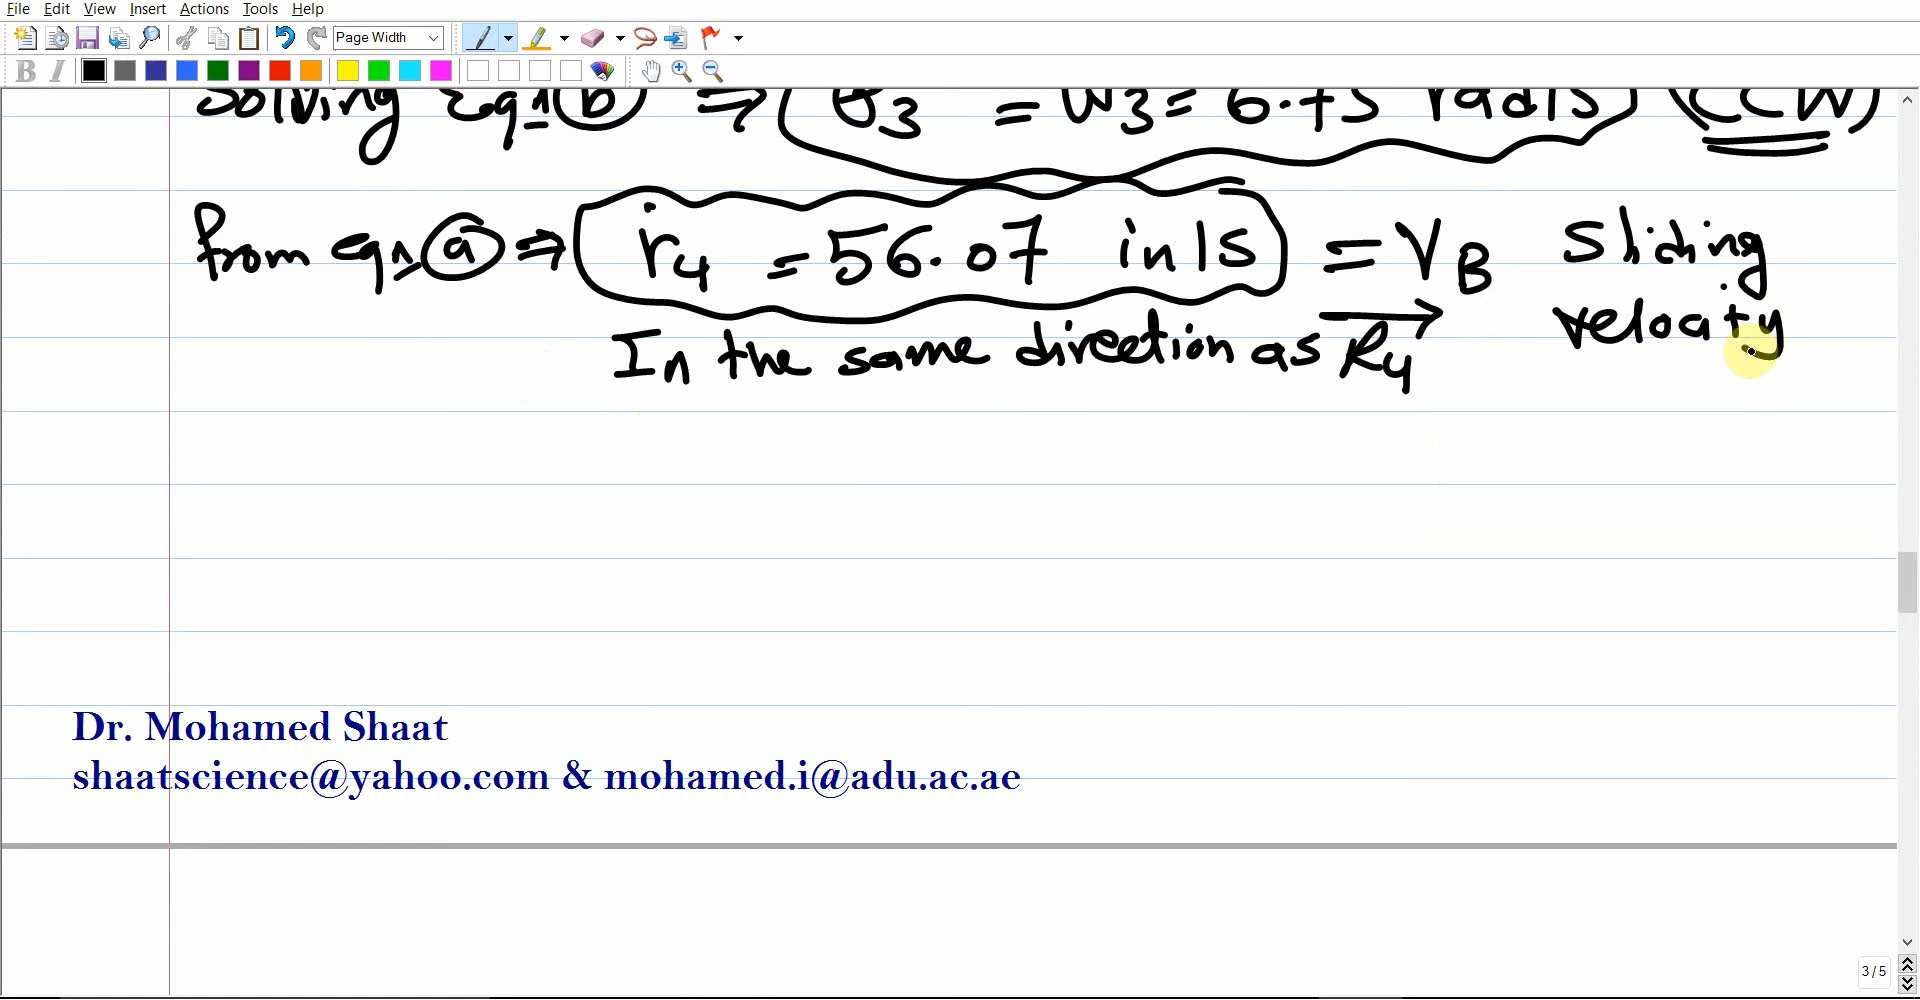 File Edit View Insert Actions Tools Help
Page Width
B I
Solving Eqn (b) ⇒ θ̇3 = ω3 = 6.75 rad/s (CCW)
from eqn (a) ⇒ ṙ4 = 56.07 in/s = VB Sliding
velocity
In the same direction as R4
Dr. Mohamed Shaat
shaatscience@yahoo.com & mohamed.i@adu.ac.ae
3 / 5